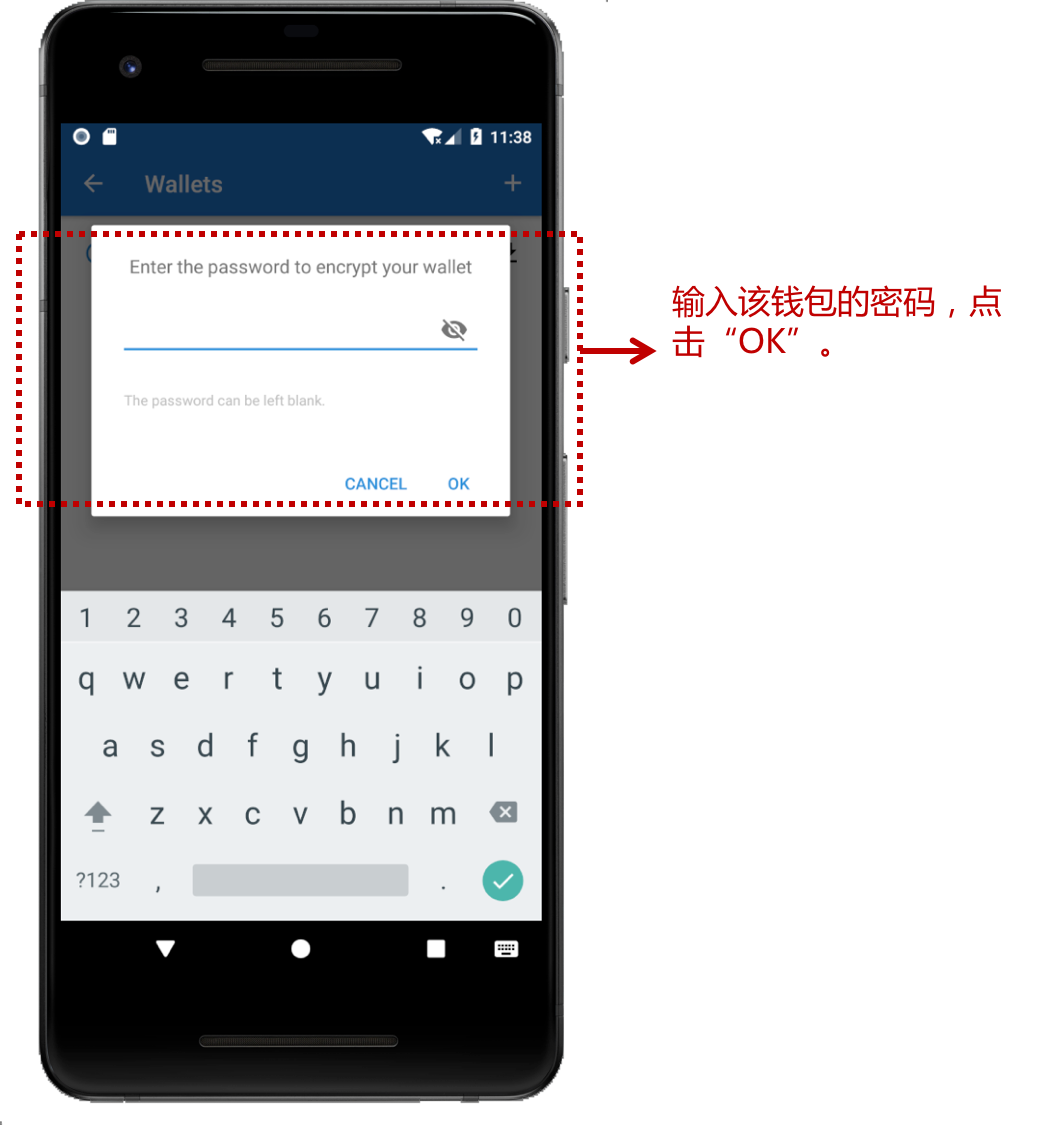 11:38
Wallets
Enter the password to encrypt your wallet
The password can be left blank.
CANCEL OK
输入该钱包的密码，点
击“OK”。
1 2 3 4 5 6 7 8 9 0
q w e r t y u i o p
a s d f g h j k l
z x c v b n m
?123 , .